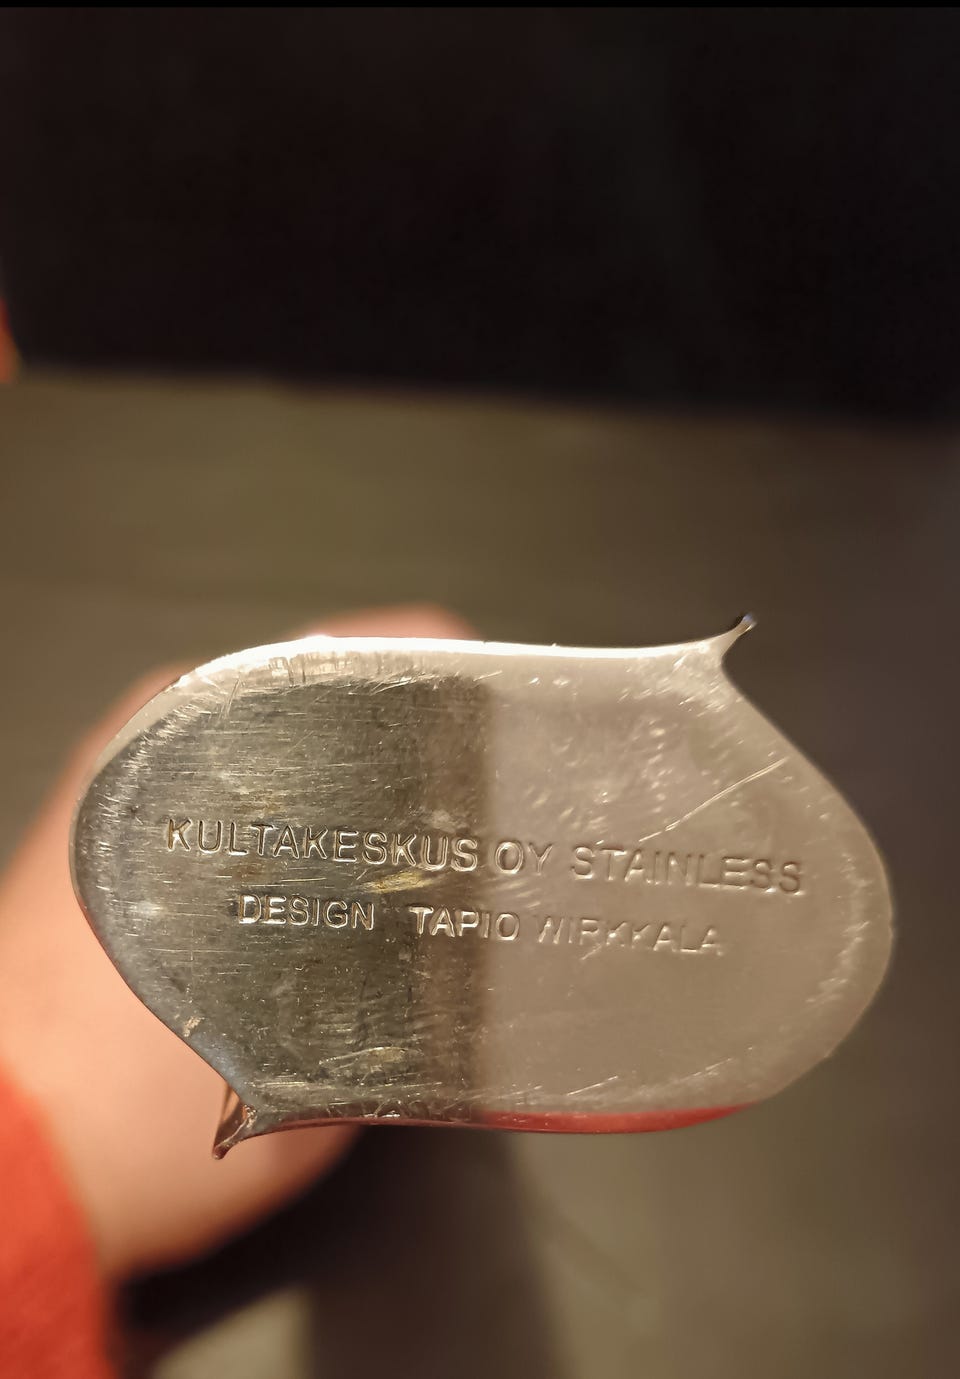 KULTAKESKUS OY STAINLESS
DESIGN TAPIO WIRKKALA